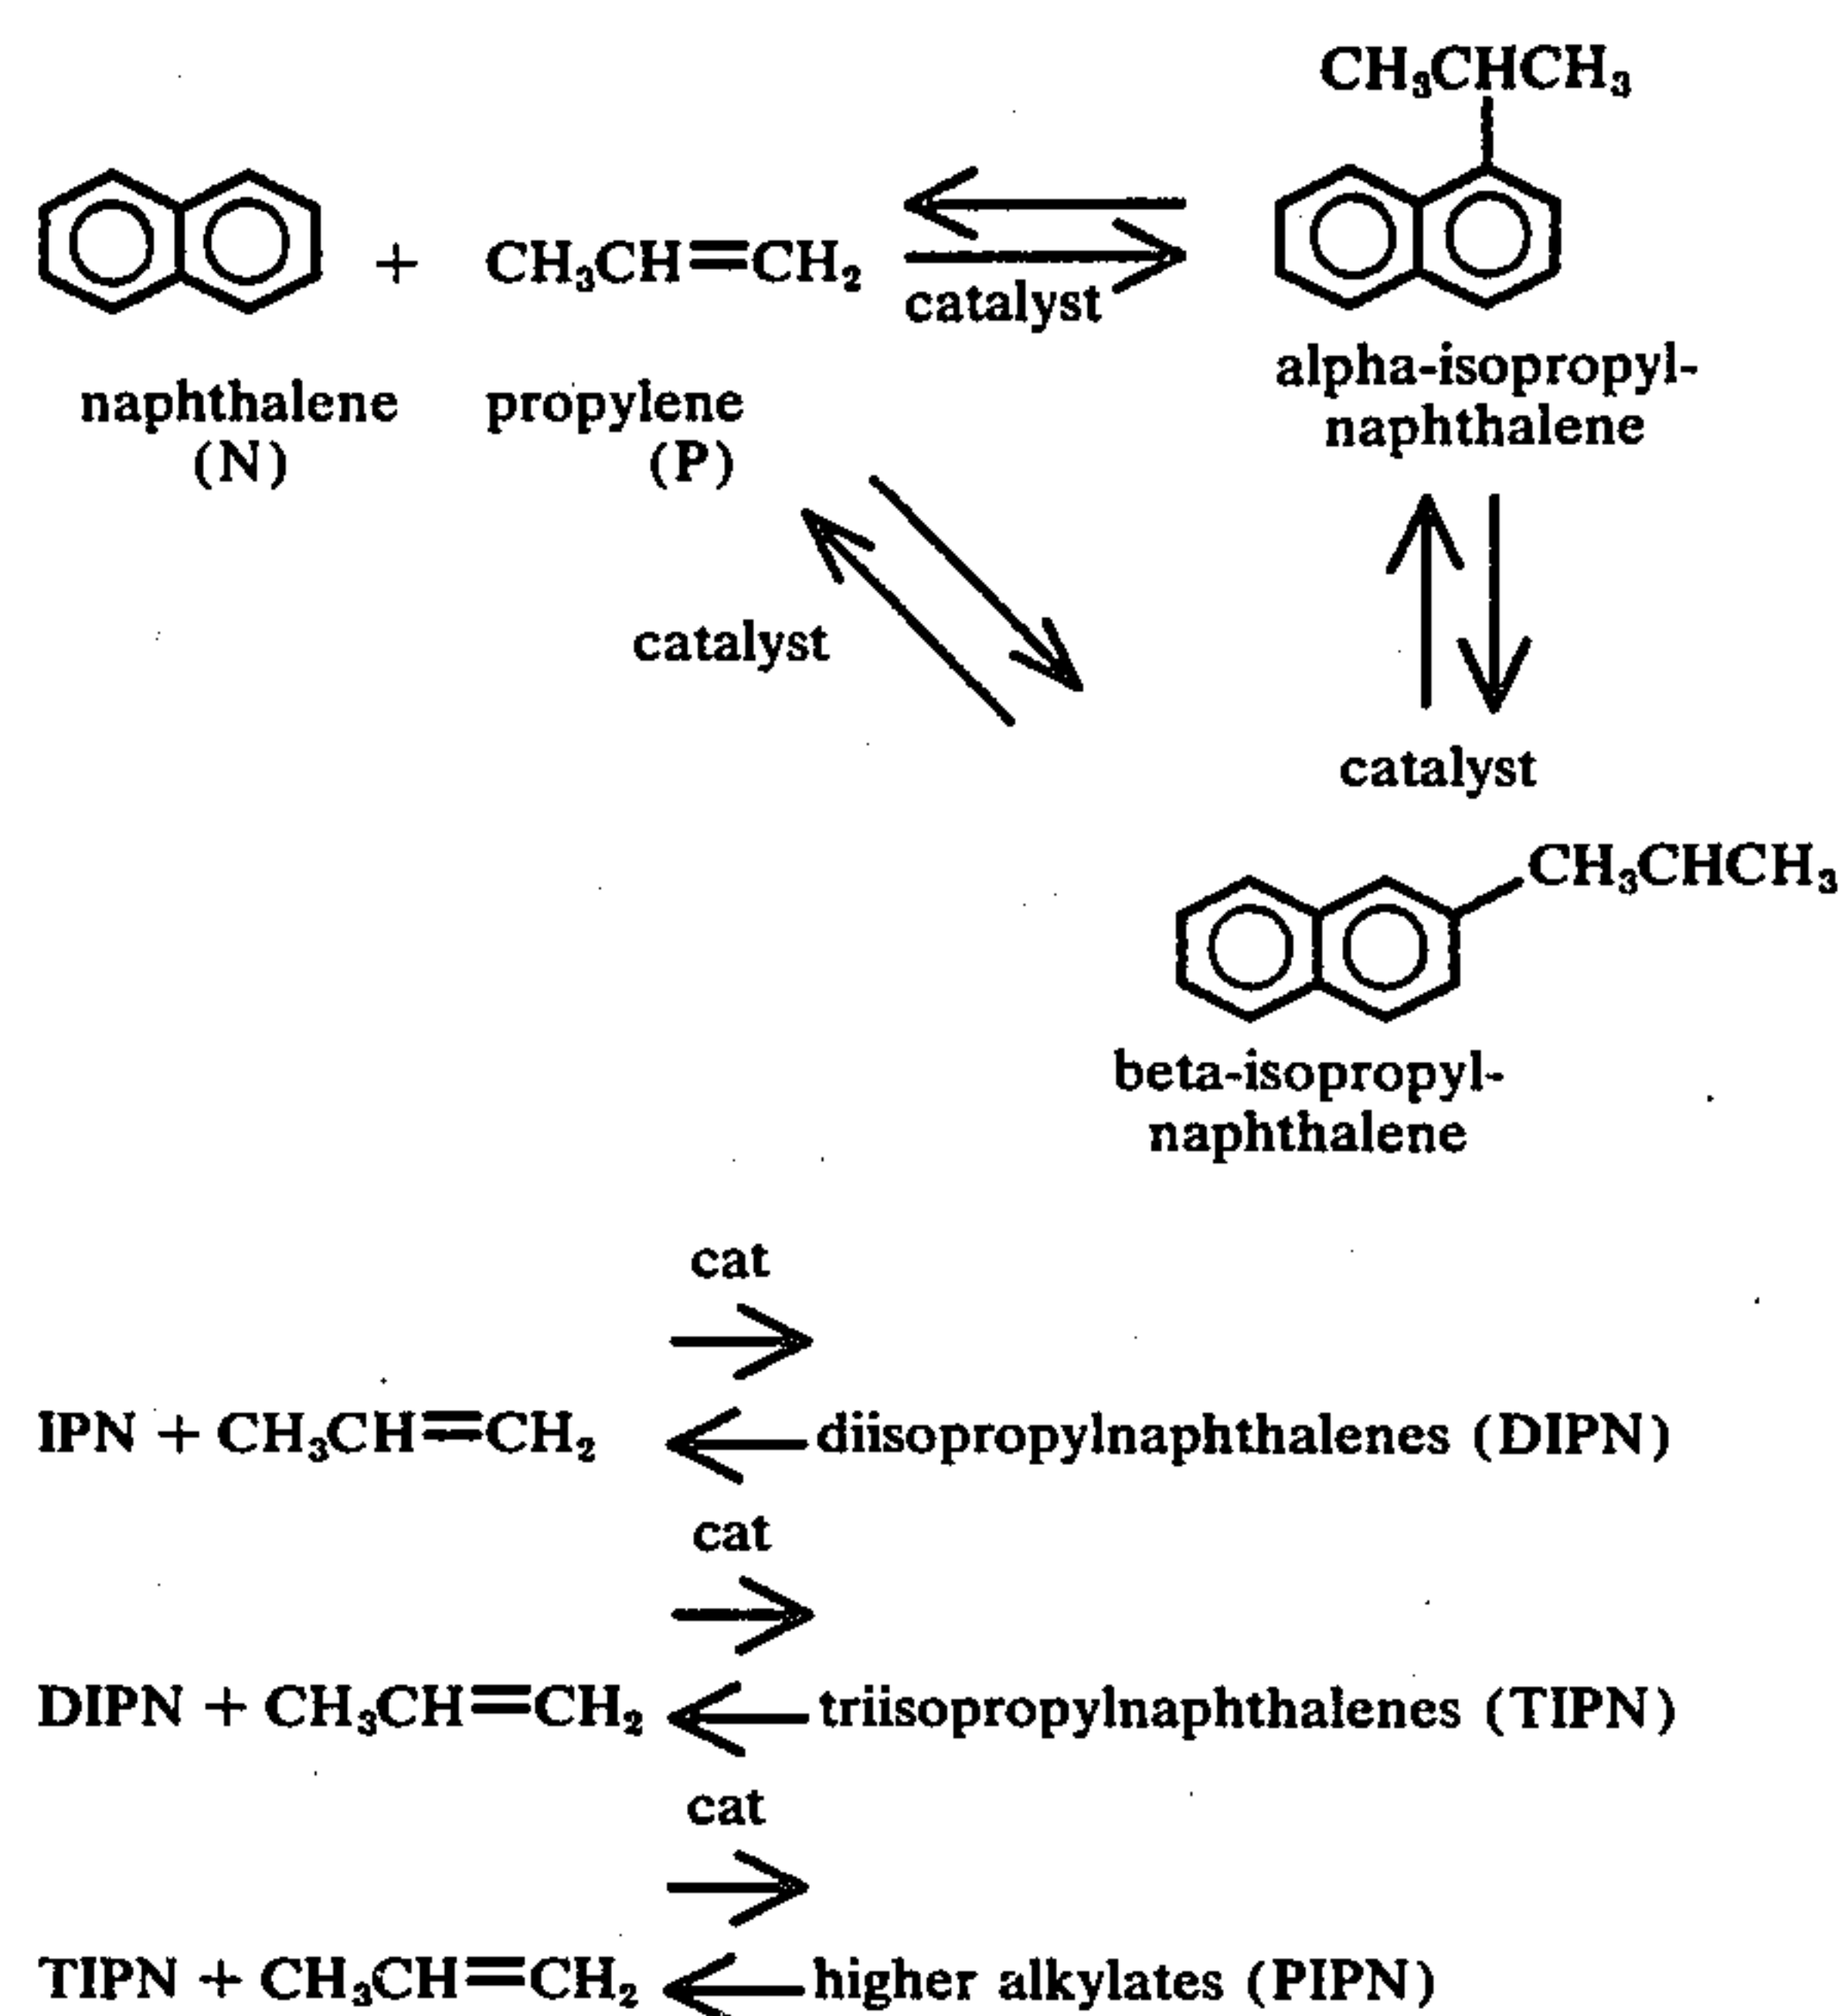 CH₃CHCH₃
+ CH₃CH=CH₂
catalyst
naphthalene
(N)
propylene
(P)
alpha-isopropyl-
naphthalene
catalyst
catalyst
CH₃CHCH₃
beta-isopropyl-
naphthalene
cat
IPN + CH₃CH=CH₂ diisopropylnaphthalenes (DIPN)
cat
DIPN + CH₃CH=CH₂ triisopropylnaphthalenes (TIPN)
cat
TIPN + CH₃CH=CH₂ higher alkylates (PIPN)